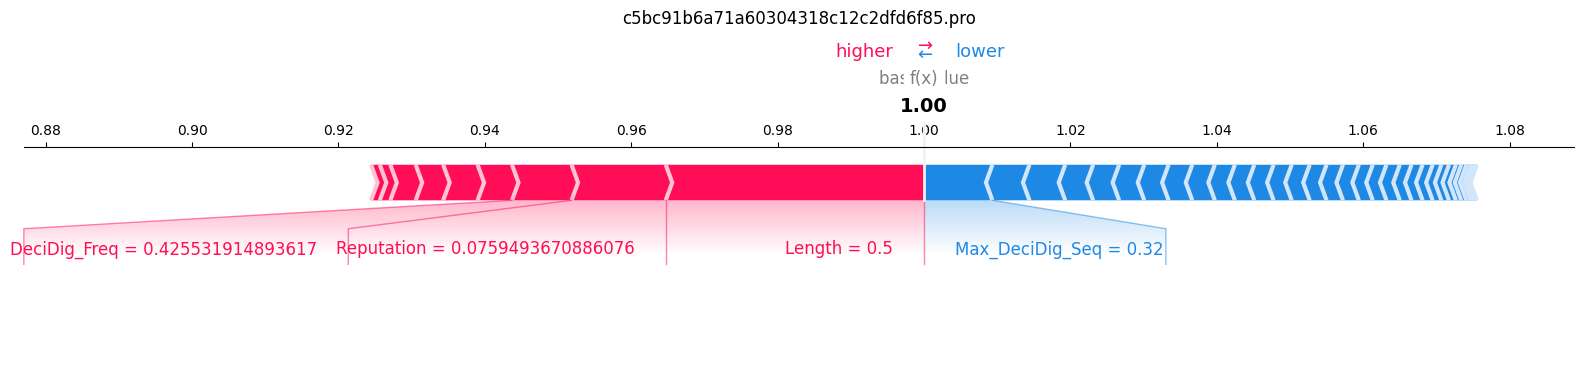 c5bc91b6a71a60304318c12c2dfd6f85.pro
higher ⇄ lower
f(x)
1.00
0.88 0.90 0.92 0.94 0.96 0.98 1.00 1.02 1.04 1.06 1.08
DeciDig_Freq = 0.425531914893617 Reputation = 0.0759493670886076 Length = 0.5 Max_DeciDig_Seq = 0.32